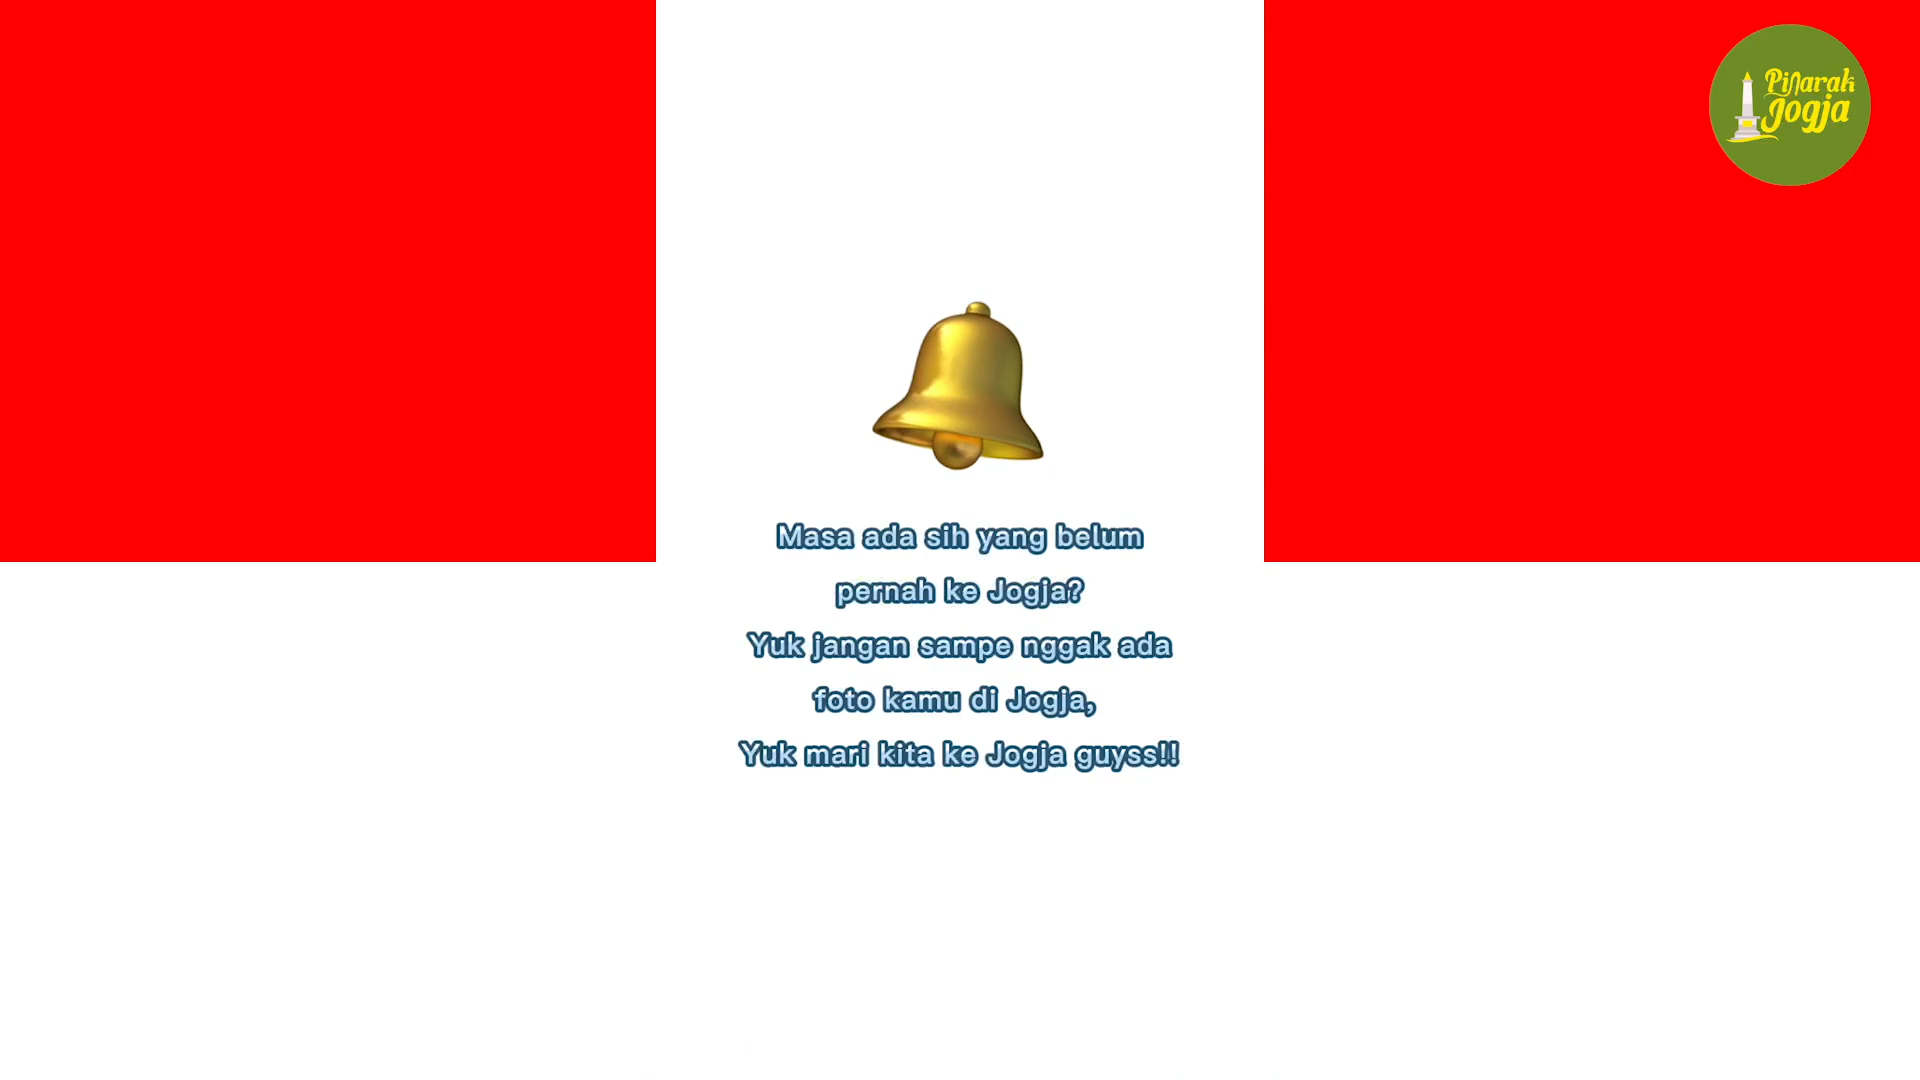 Pinarak
Jogja
Masa ada sih yang belum
pernah ke Jogja?
Yuk jangan sampe nggak ada
foto kamu di Jogja,
Yuk mari kita ke Jogja guyss!!